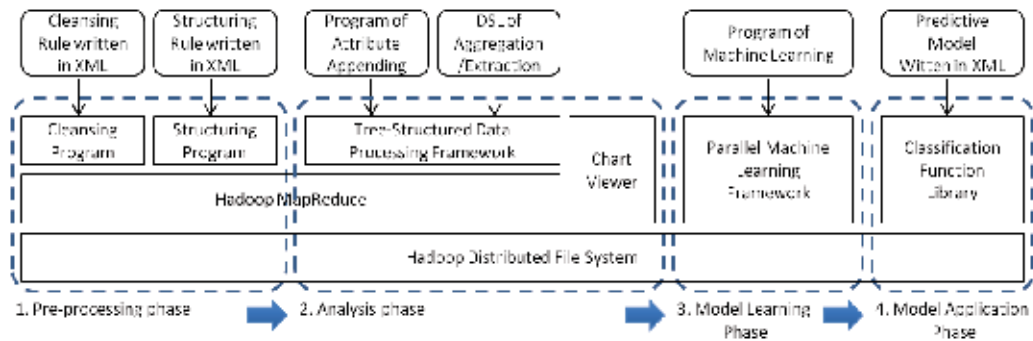 Cleansing
Rule written
in XML
Structuring
Rule written
in XML
Program of
Attribute
Appending
DSL of
Aggregation
/Extraction
Program of
Machine Learning
Predictive
Model
Witten in XML
Cleansing
Program
Structuring
Program
Tree-Structured Data
Processing Framework
Chart
Viewer
Parallel Machine
Learning
Framework
Classification
Function
Library
Hadoop MapReduce
Hadoop Distributed File System
1. Pre-processing phase
2. Analysis phase
3. Model Learning
Phase
4. Model Application
Phase